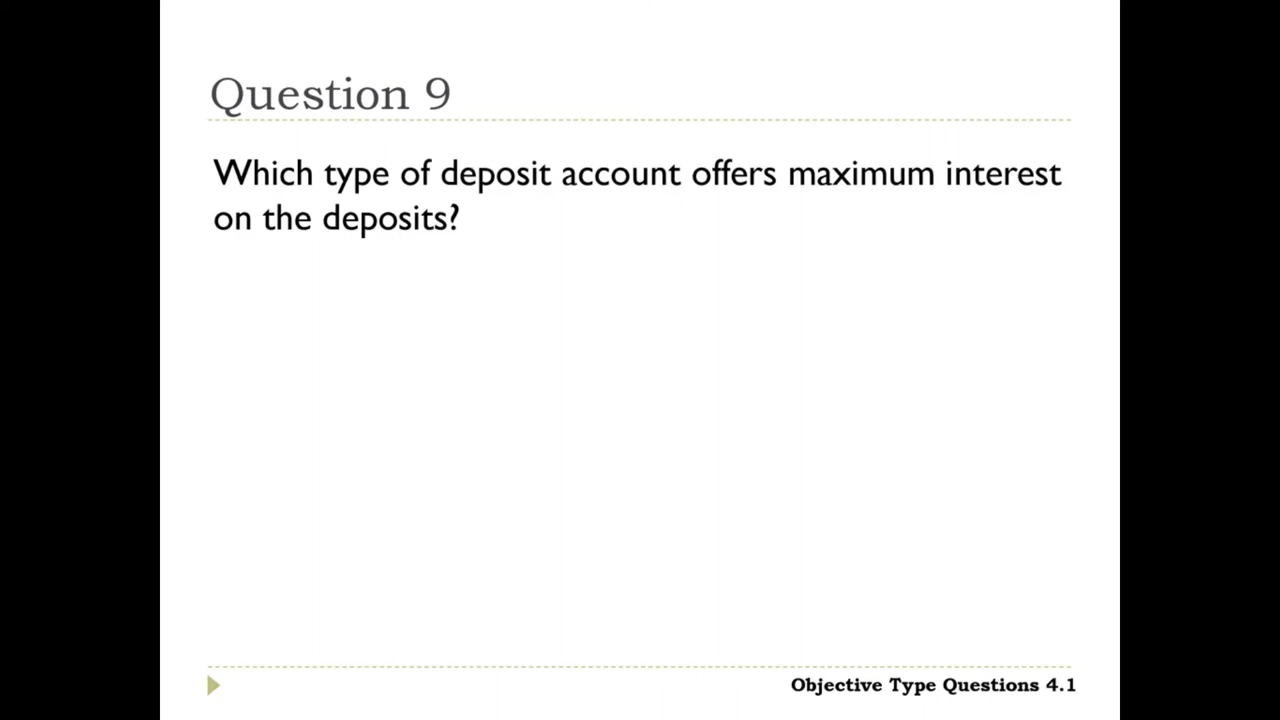 Question 9
Which type of deposit account offers maximum interest
on the deposits?
Objective Type Questions 4.1